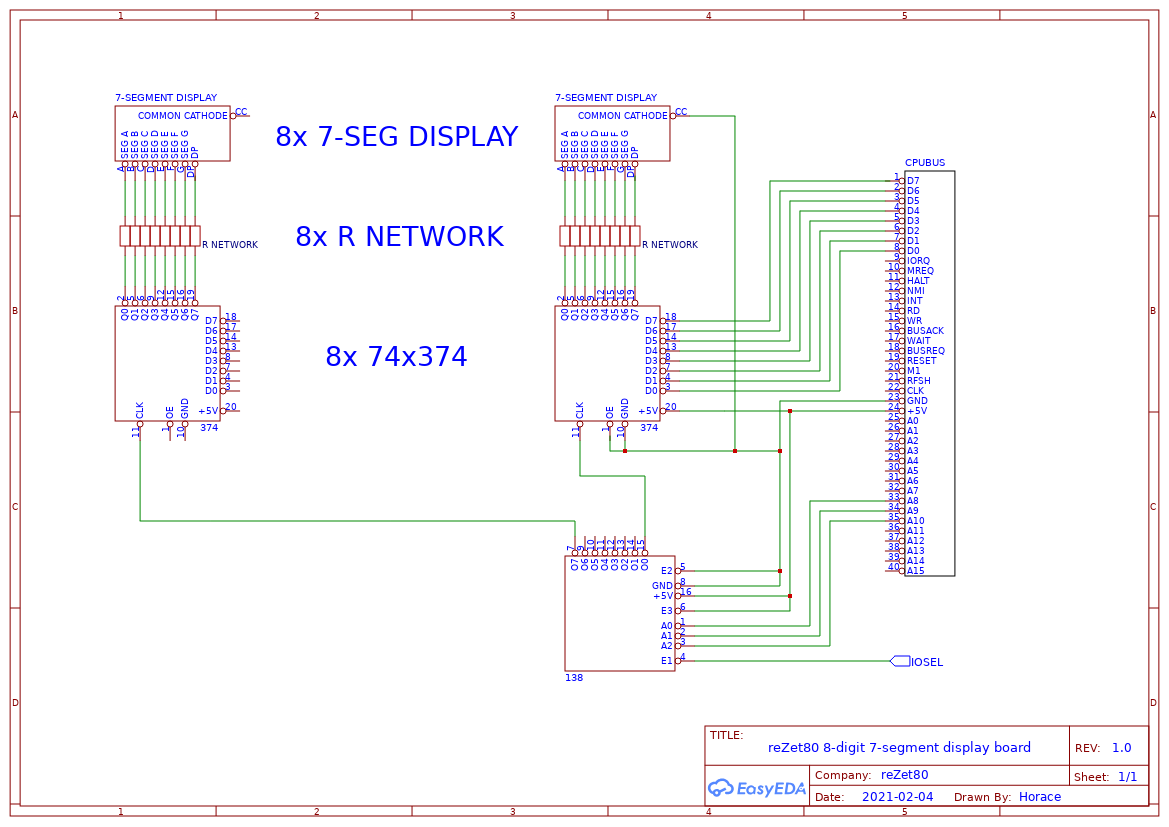 1 2 3 4 5
A A
B B
C C
D D
7-SEGMENT DISPLAY
COMMON CATHODE CC
SEG A SEG B SEG C SEG D SEG E SEG F SEG G DP
A B C D E F G DP
R NETWORK
2 5 6 9 12 15 16 19
Q0 Q1 Q2 Q3 Q4 Q5 Q6 Q7
D7 18
D6 17
D5 14
D4 13
D3 8
D2 7
D1 4
D0 3
+5V 20
CLK OE GND
11 1 10
374
8x 7-SEG DISPLAY
8x R NETWORK
8x 74x374
7-SEGMENT DISPLAY
COMMON CATHODE CC
SEG A SEG B SEG C SEG D SEG E SEG F SEG G DP
A B C D E F G DP
R NETWORK
2 5 6 9 12 15 16 19
Q0 Q1 Q2 Q3 Q4 Q5 Q6 Q7
D7 18
D6 17
D5 14
D4 13
D3 8
D2 7
D1 4
D0 3
+5V 20
CLK OE GND
11 1 10
374
CPUBUS
1 D7
2 D6
3 D5
4 D4
5 D3
6 D2
7 D1
8 D0
9 IORQ
10 MREQ
11 HALT
12 NMI
13 INT
14 RD
15 WR
16 BUSACK
17 WAIT
18 BUSREQ
19 RESET
20 M1
21 RFSH
22 CLK
23 GND
24 +5V
25 A0
26 A1
27 A2
28 A3
29 A4
30 A5
31 A6
32 A7
33 A8
34 A9
35 A10
36 A11
37 A12
38 A13
39 A14
40 A15
7 9 10 11 12 13 14 15
O7 O6 O5 O4 O3 O2 O1 O0
E2 5
GND 8
+5V 16
E3 6
A0 1
A1 2
A2 3
E1 4
138
IOSEL
TITLE:
reZet80 8-digit 7-segment display board
REV: 1.0
EasyEDA
Company: reZet80
Sheet: 1/1
Date: 2021-02-04 Drawn By: Horace
1 2 3 4 5